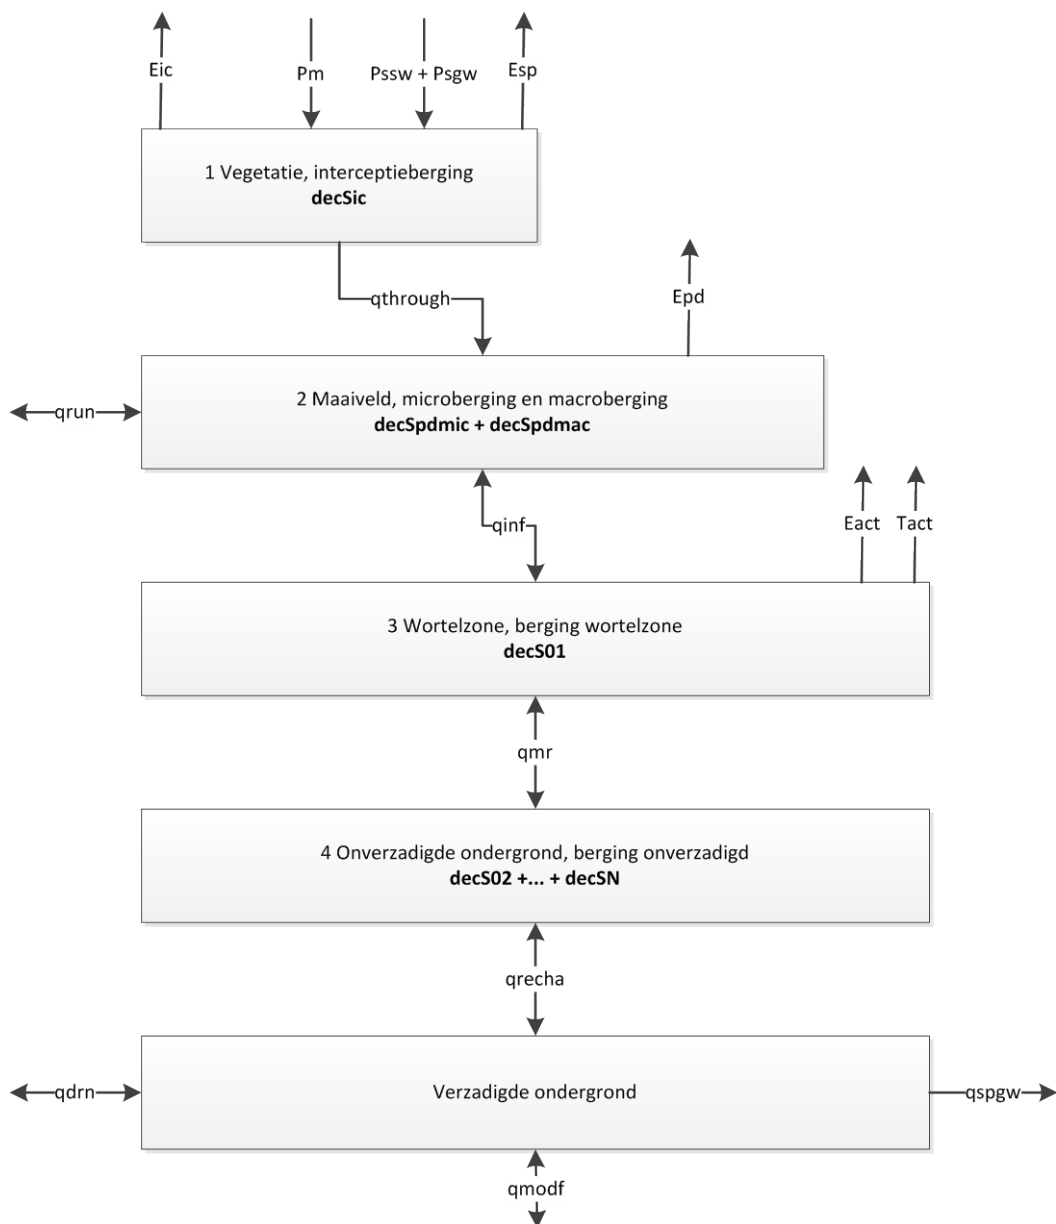 Eic
Pm
Pssw + Psgw
Esp
1 Vegetatie, interceptieberging
decSic
qthrough
Epd
2 Maaiveld, microberging en macroberging
decSpdmic + decSpdmac
qrun
qinf
Eact
Tact
3 Wortelzone, berging wortelzone
decS01
qmr
4 Onverzadigde ondergrond, berging onverzadigd
decS02 +... + decSN
qrecha
qdrn
Verzadigde ondergrond
qspgw
qmodf